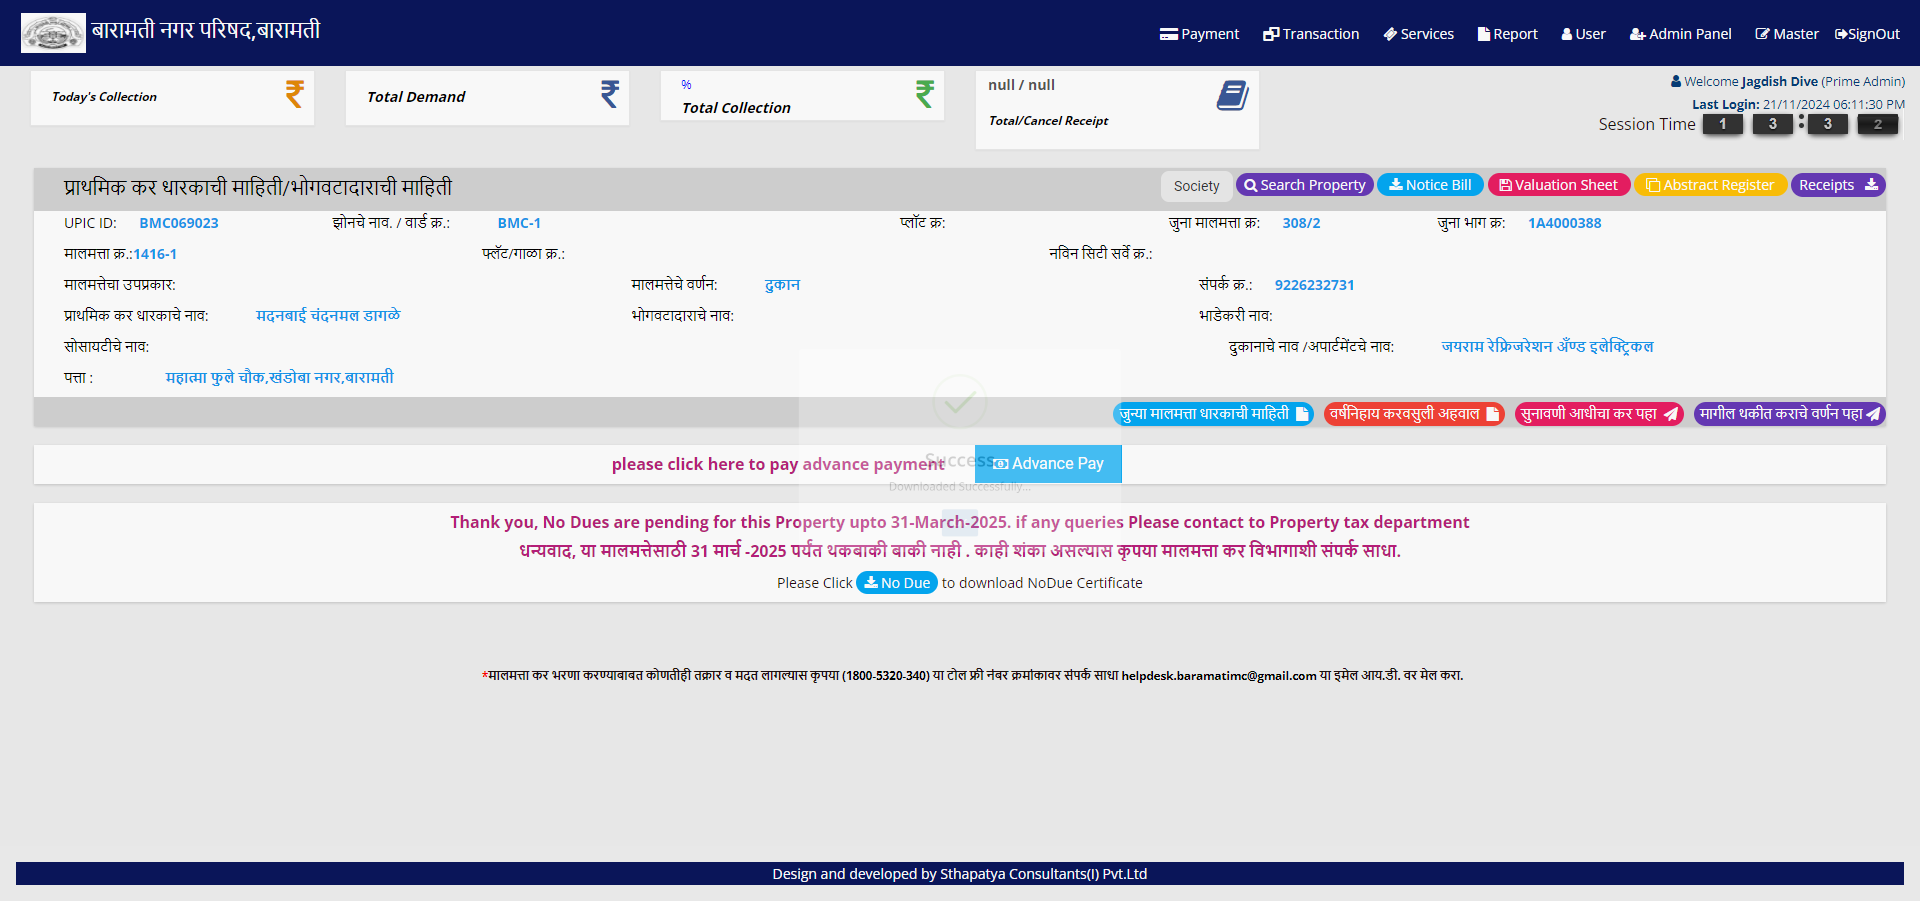 बारामती नगर परिषद,बारामती
Payment Transaction Services Report User Admin Panel Master SignOut
Today's Collection
Total Demand
%
Total Collection
null / null
Total/Cancel Receipt
Welcome Jagdish Dive (Prime Admin)
Last Login: 21/11/2024 06:11:30 PM
Session Time 1 3 : 3 2
प्राथमिक कर धारकाची माहिती/भोगवटादाराची माहिती
Society Search Property Notice Bill Valuation Sheet Abstract Register Receipts
UPIC ID: BMC069023 झोनचे नाव. / वार्ड क्र.: BMC-1 प्लॉट क्र: जुना मालमत्ता क्र: 308/2 जुना भाग क्र: 1A4000388
मालमत्ता क्र.:1416-1 फ्लॅट/गाळा क्र.: नविन सिटी सर्वे क्र.:
मालमत्तेचा उपप्रकार: मालमत्तेचे वर्णन: दुकान संपर्क क्र.: 9226232731
प्राथमिक कर धारकाचे नाव: मदनबाई चंदनमल डागळे भोगवटादाराचे नाव: भाडेकरी नाव:
सोसायटीचे नाव: दुकानाचे नाव /अपार्टमेंटचे नाव: जयराम रेफ्रिजरेशन अँण्ड इलेक्ट्रिकल
पत्ता : महात्मा फुले चौक,खंडोबा नगर,बारामती
जुन्या मालमत्ता धारकाची माहिती वर्षनिहाय करवसुली अहवाल सुनावणी आधीचा कर पहा मागील थकीत कराचे वर्णन पहा
please click here to pay advance payment Advance Pay
Success
Downloaded Successfully...
Thank you, No Dues are pending for this Property upto 31-March-2025. if any queries Please contact to Property tax department
धन्यवाद, या मालमत्तेसाठी 31 मार्च -2025 पर्यंत थकबाकी बाकी नाही . काही शंका असल्यास कृपया मालमत्ता कर विभागाशी संपर्क साधा.
Please Click No Due to download NoDue Certificate
*मालमत्ता कर भरणा करण्याबाबत कोणतीही तक्रार व मदत लागल्यास कृपया (1800-5320-340) या टोल फ्री नंबर क्रमांकावर संपर्क साधा helpdesk.baramatimc@gmail.com या इमेल आय.डी. वर मेल करा.
Design and developed by Sthapatya Consultants(I) Pvt.Ltd